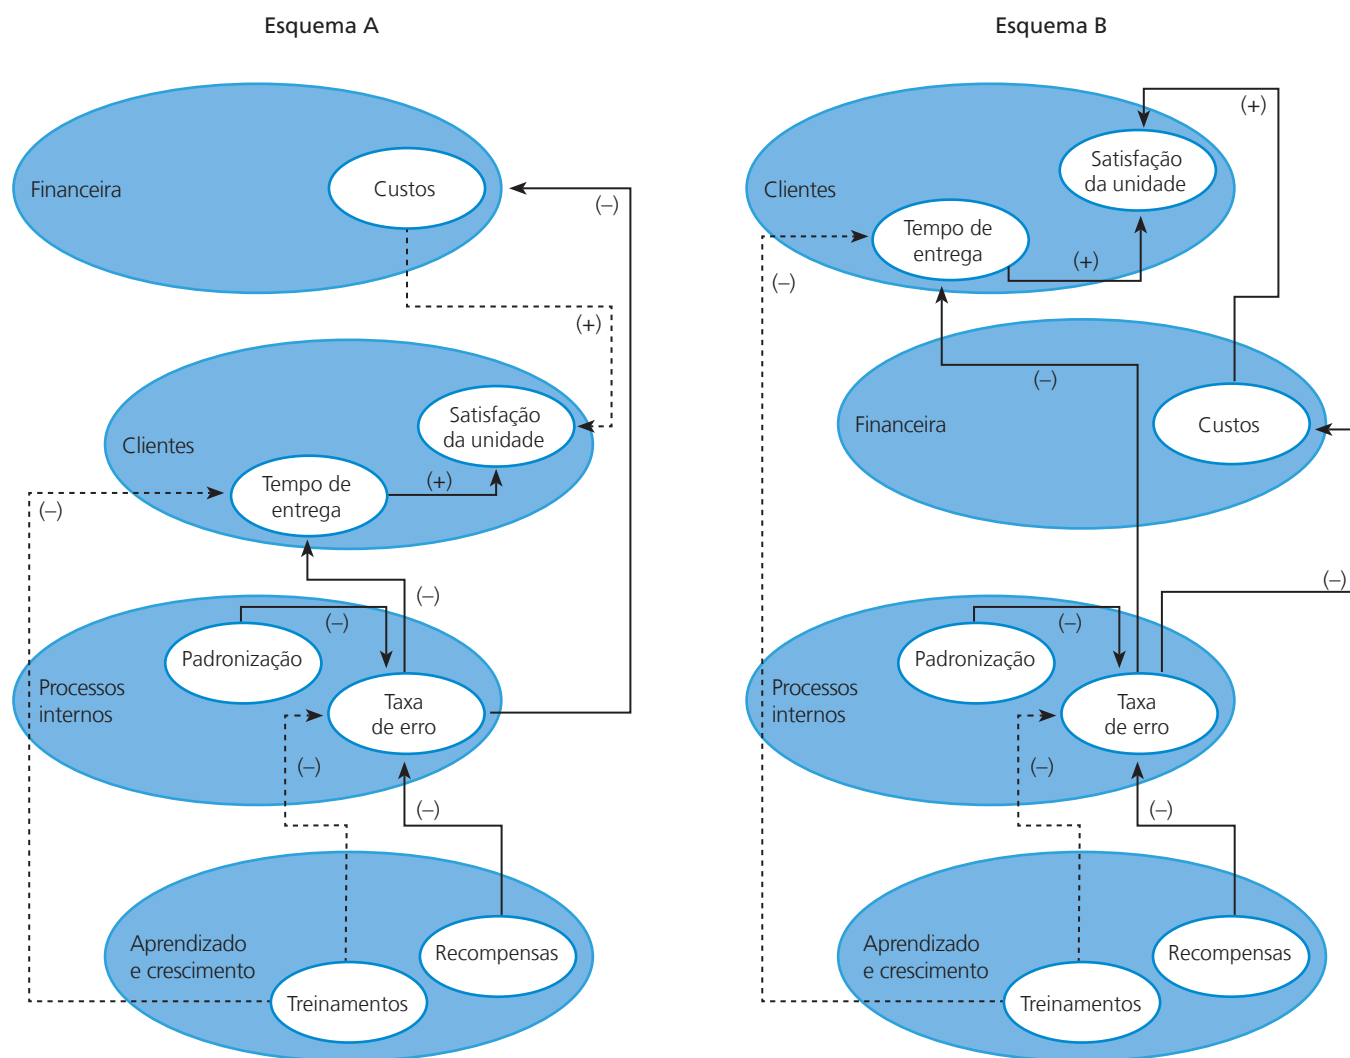 Esquema A
Financeira
Custos
(–)
(+)
Clientes
Satisfação
da unidade
Tempo de
entrega
(+)
(–)
(–)
Padronização
(–)
Processos
internos
Taxa
de erro
(–)
(–)
Aprendizado
e crescimento
Recompensas
Treinamentos
Esquema B
(+)
Clientes
Satisfação
da unidade
Tempo de
entrega
(+)
(–)
(–)
Financeira
Custos
(–)
Padronização
(–)
Processos
internos
Taxa
de erro
(–)
(–)
Aprendizado
e crescimento
Recompensas
Treinamentos